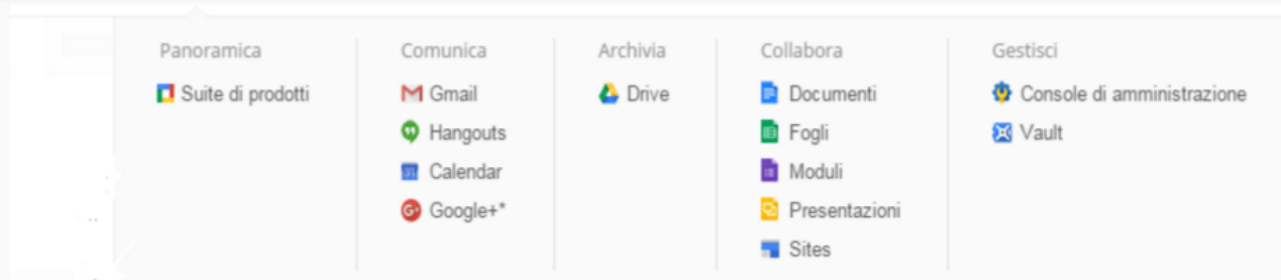 Panoramica
Suite di prodotti
Comunica
Gmail
Hangouts
Calendar
Google+*
Archivia
Drive
Collabora
Documenti
Fogli
Moduli
Presentazioni
Sites
Gestisci
Console di amministrazione
Vault